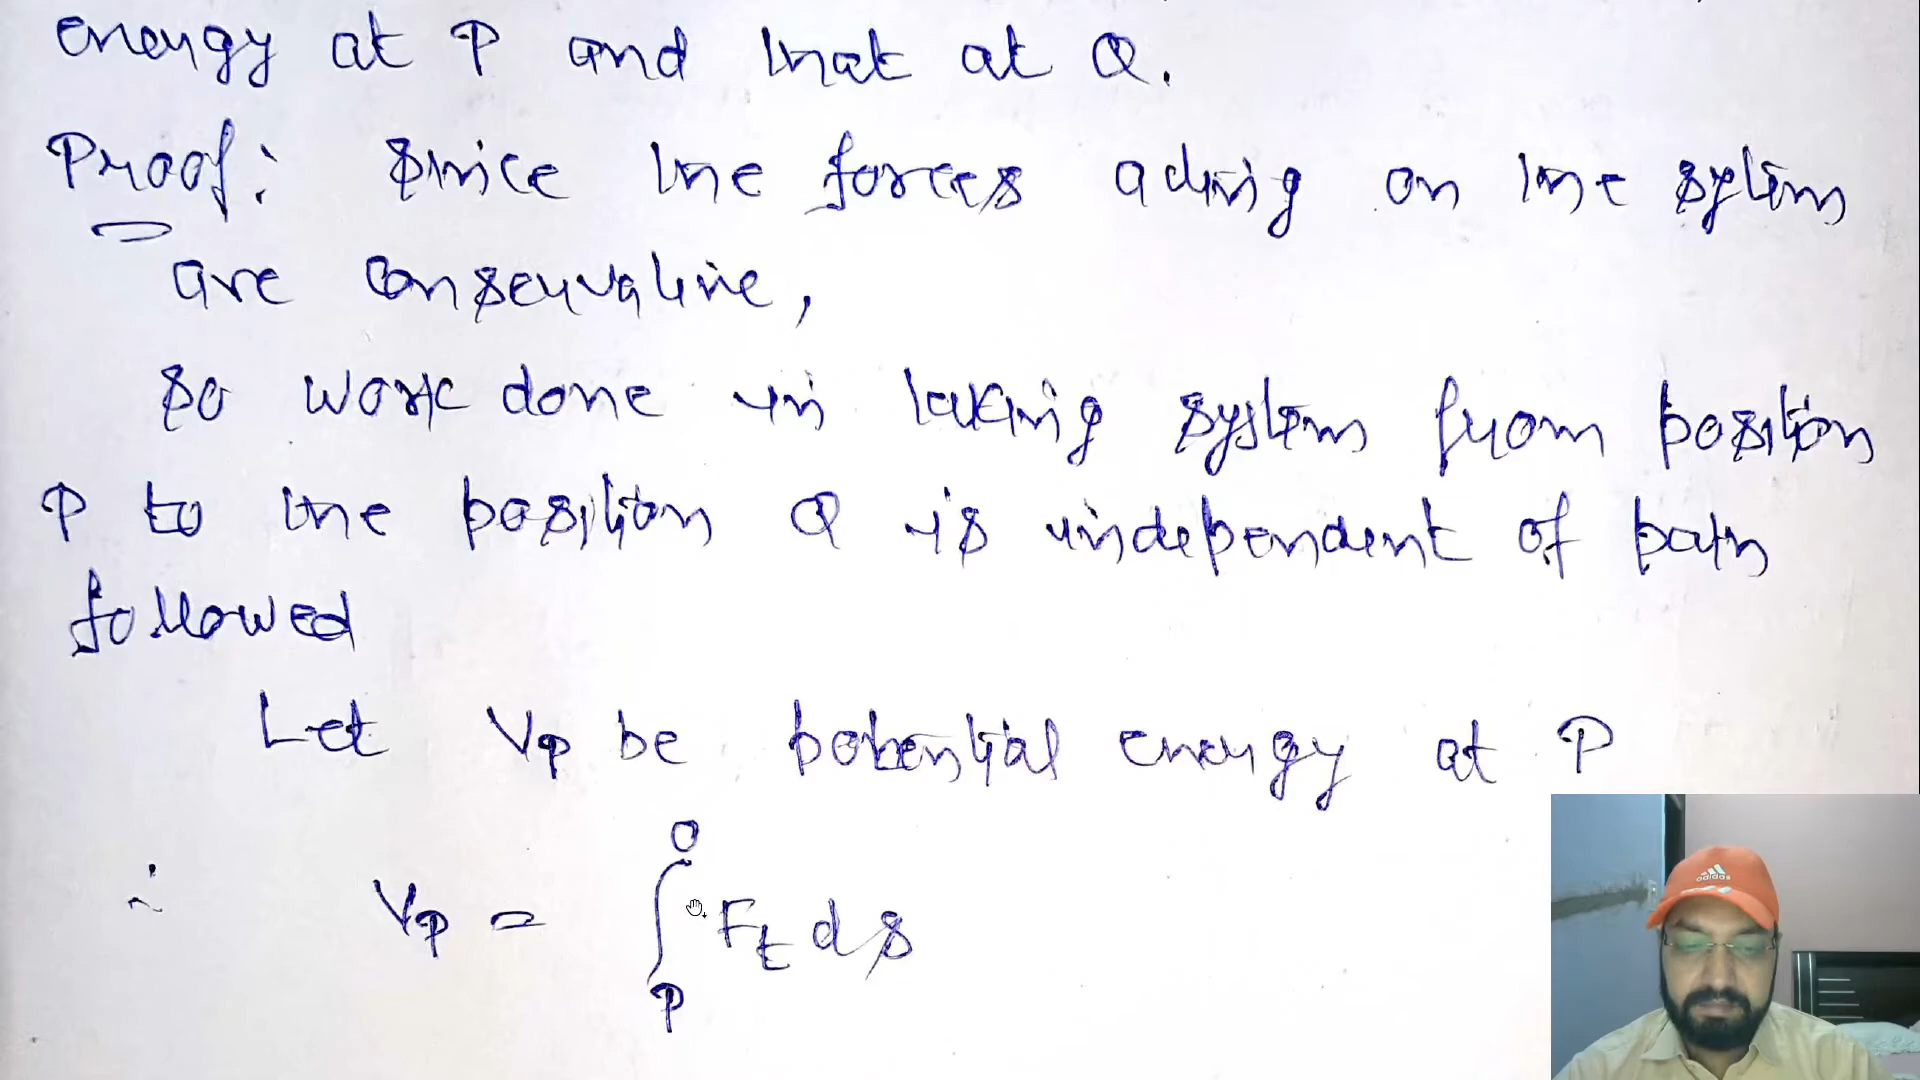 energy at P and that at Q.
Proof: Since the forces acting on the system
are conservative,
so work done in taking system from position
P to the position Q is independent of path
followed
Let Vp be potential energy at P
∴ Vp = ∫_P^O F_t ds
adidas